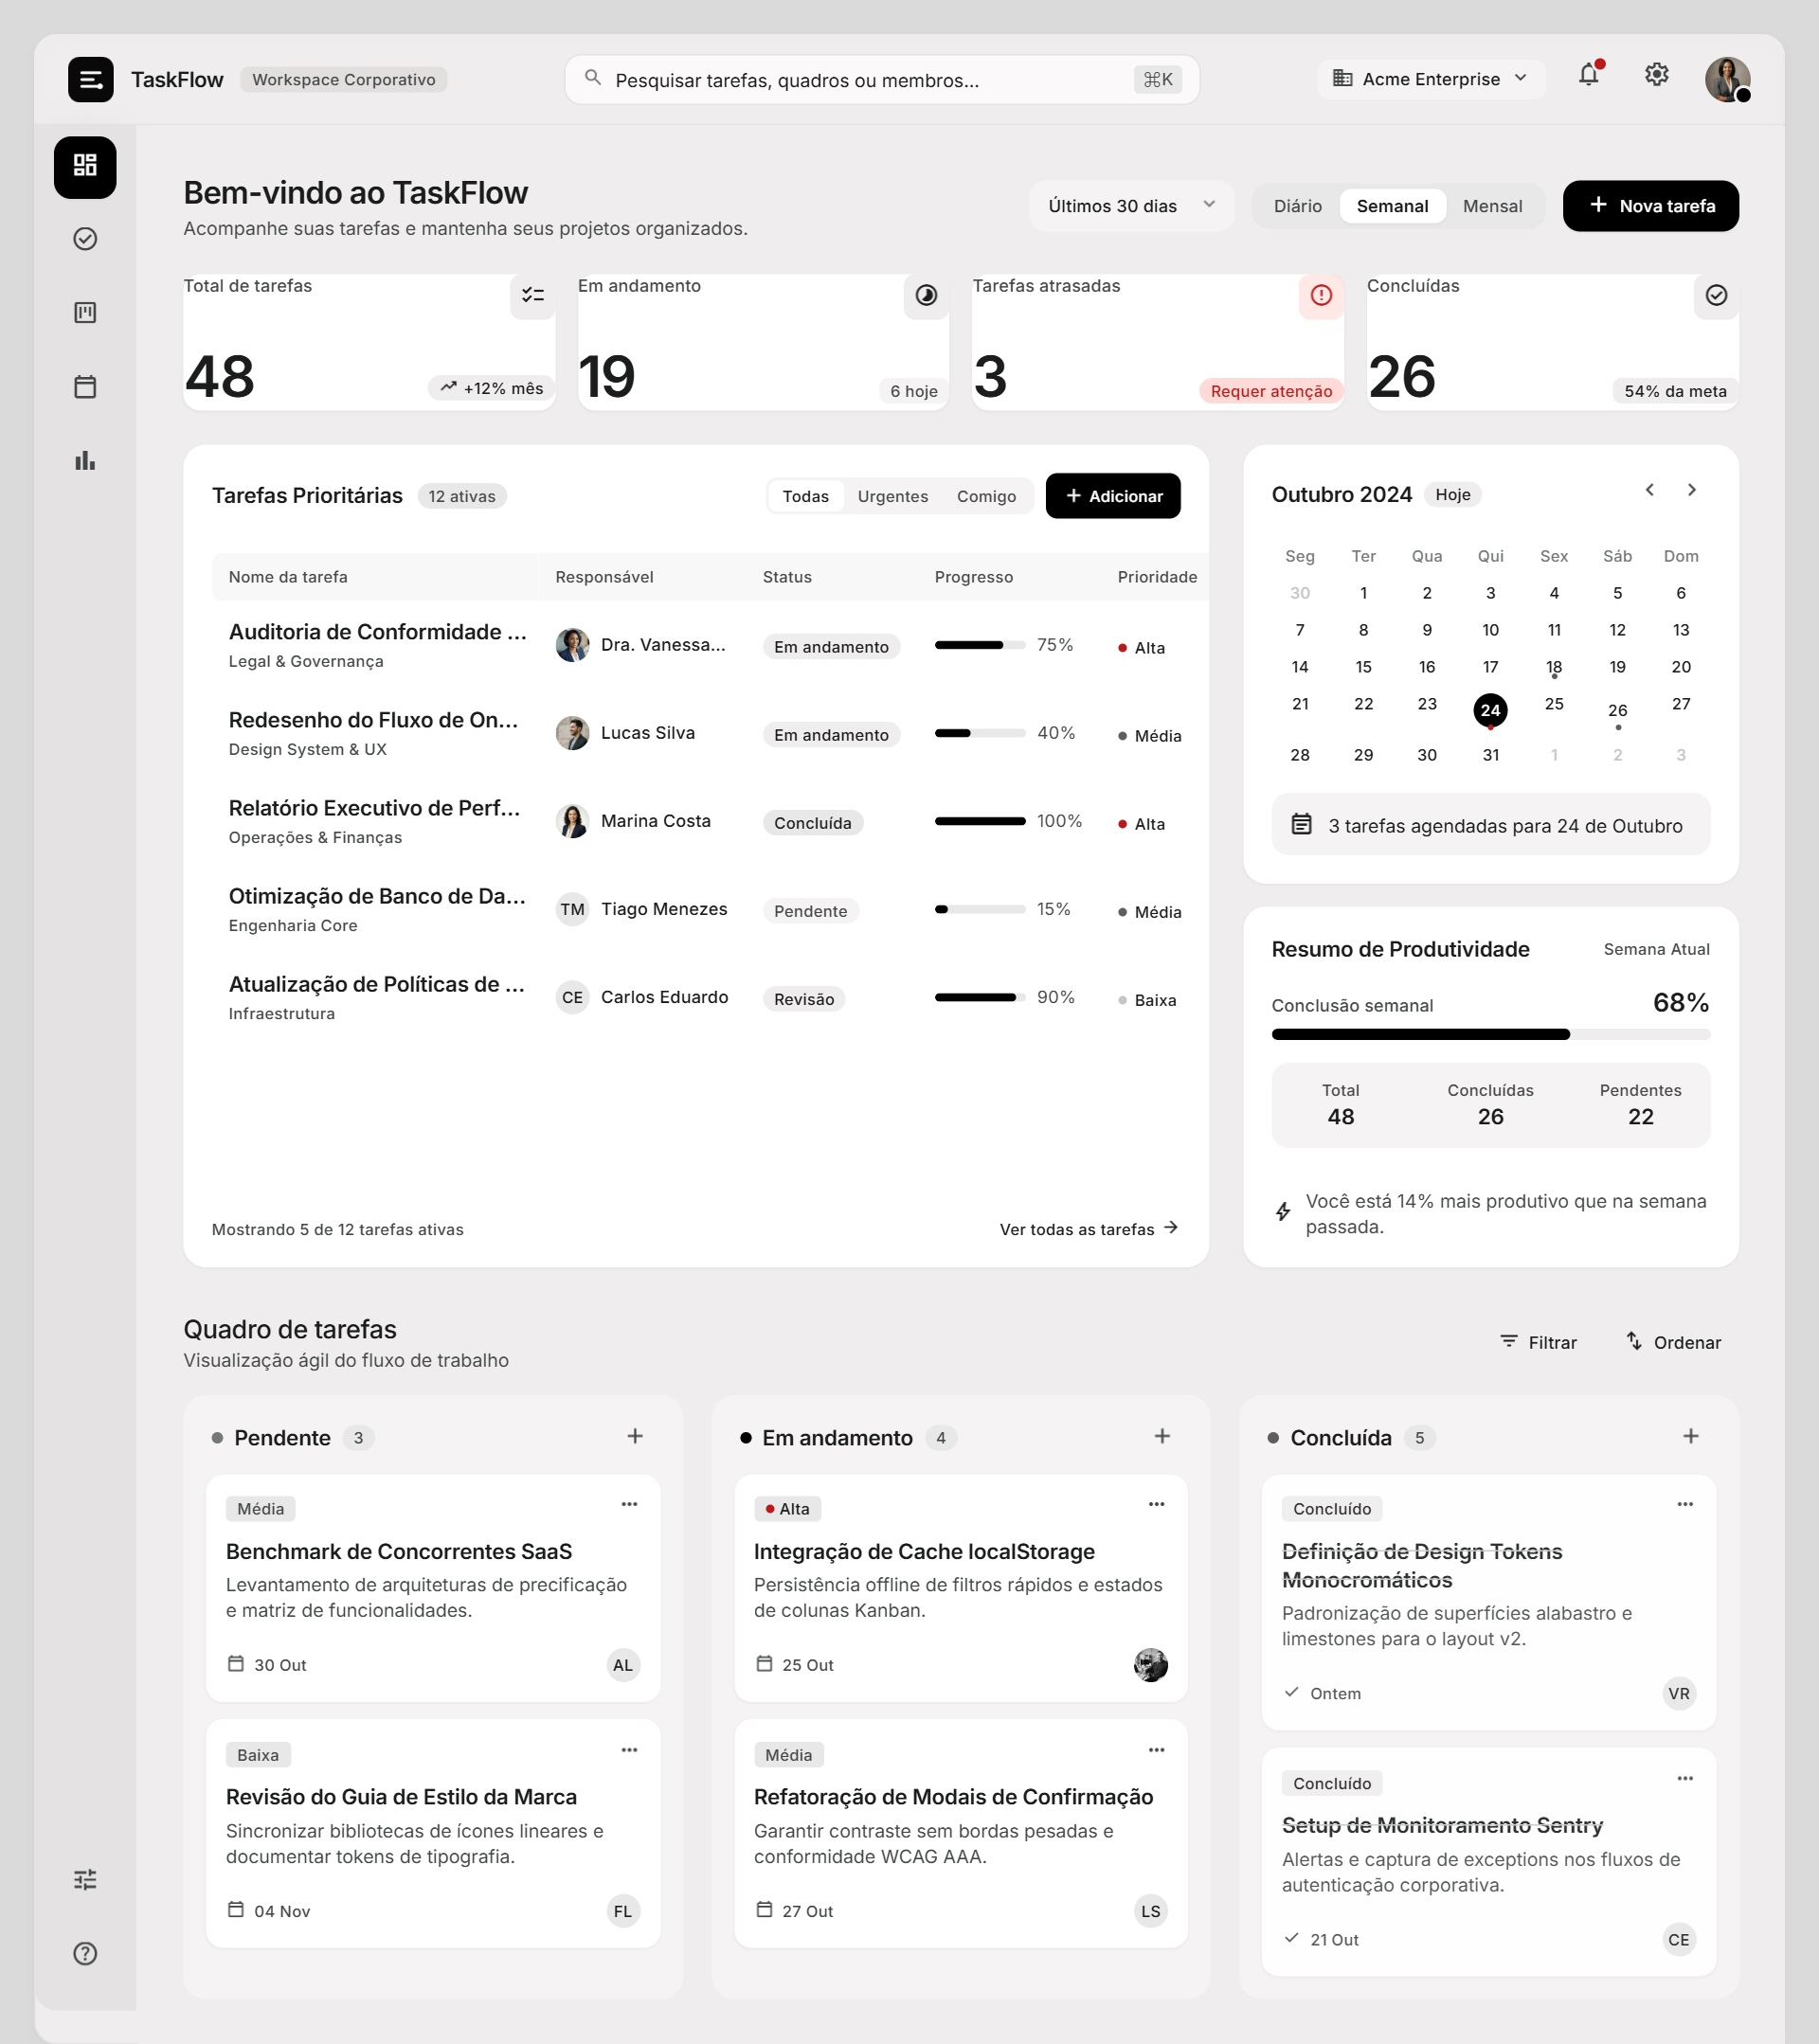 TaskFlow
Workspace Corporativo
Pesquisar tarefas, quadros ou membros...
⌘K
Acme Enterprise
Bem-vindo ao TaskFlow
Acompanhe suas tarefas e mantenha seus projetos organizados.
Últimos 30 dias
Diário
Semanal
Mensal
+ Nova tarefa
Total de tarefas
48
+12% mês
Em andamento
19
6 hoje
Tarefas atrasadas
3
Requer atenção
Concluídas
26
54% da meta
Tarefas Prioritárias
12 ativas
Todas
Urgentes
Comigo
+ Adicionar
Nome da tarefa Responsável Status Progresso Prioridade
Auditoria de Conformidade ...
Legal & Governança
Dra. Vanessa...
Em andamento
75%
Alta
Redesenho do Fluxo de On...
Design System & UX
Lucas Silva
Em andamento
40%
Média
Relatório Executivo de Perf...
Operações & Finanças
Marina Costa
Concluída
100%
Alta
Otimização de Banco de Da...
Engenharia Core
TM
Tiago Menezes
Pendente
15%
Média
Atualização de Políticas de ...
Infraestrutura
CE
Carlos Eduardo
Revisão
90%
Baixa
Mostrando 5 de 12 tarefas ativas
Ver todas as tarefas
Outubro 2024
Hoje
Seg Ter Qua Qui Sex Sáb Dom
30 1 2 3 4 5 6
7 8 9 10 11 12 13
14 15 16 17 18 19 20
21 22 23 24 25 26 27
28 29 30 31 1 2 3
3 tarefas agendadas para 24 de Outubro
Resumo de Produtividade
Semana Atual
Conclusão semanal
68%
Total Concluídas Pendentes
48 26 22
Você está 14% mais produtivo que na semana
passada.
Quadro de tarefas
Visualização ágil do fluxo de trabalho
Filtrar
Ordenar
Pendente
3
Média
Benchmark de Concorrentes SaaS
Levantamento de arquiteturas de precificação
e matriz de funcionalidades.
30 Out
AL
Baixa
Revisão do Guia de Estilo da Marca
Sincronizar bibliotecas de ícones lineares e
documentar tokens de tipografia.
04 Nov
FL
Em andamento
4
Alta
Integração de Cache localStorage
Persistência offline de filtros rápidos e estados
de colunas Kanban.
25 Out
Média
Refatoração de Modais de Confirmação
Garantir contraste sem bordas pesadas e
conformidade WCAG AAA.
27 Out
LS
Concluída
5
Concluído
Definição de Design Tokens
Monocromáticos
Padronização de superfícies alabastro e
limestones para o layout v2.
Ontem
VR
Concluído
Setup de Monitoramento Sentry
Alertas e captura de exceptions nos fluxos de
autenticação corporativa.
21 Out
CE